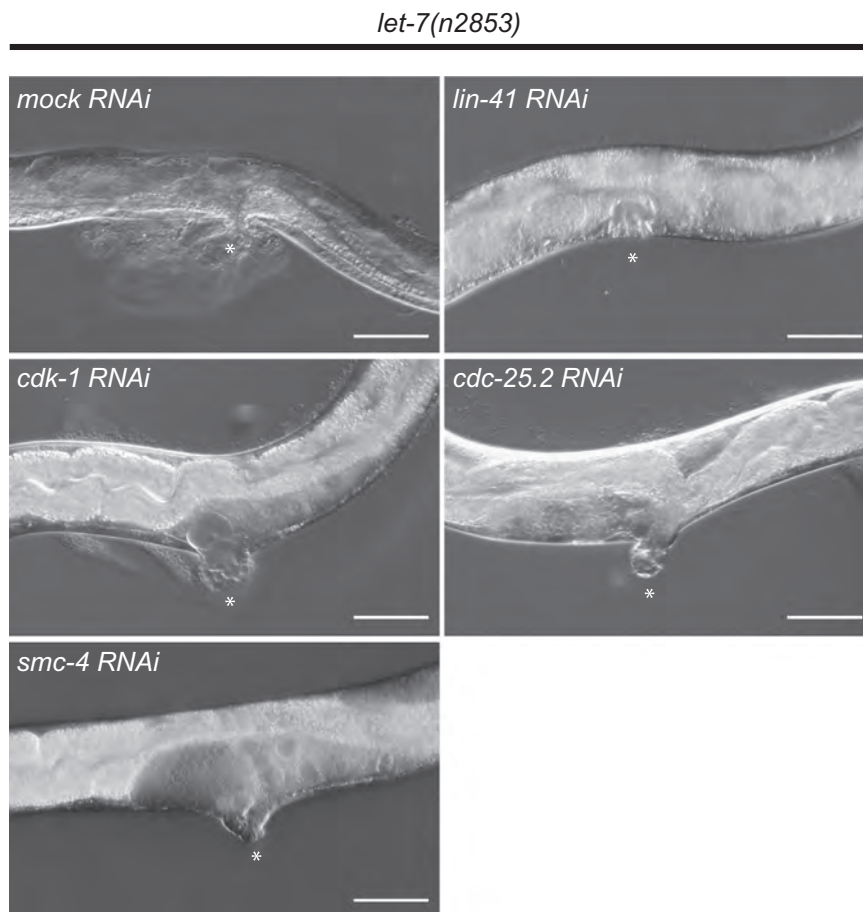 let-7(n2853)
mock RNAi
lin-41 RNAi
*
*
cdk-1 RNAi
cdc-25.2 RNAi
*
*
smc-4 RNAi
*